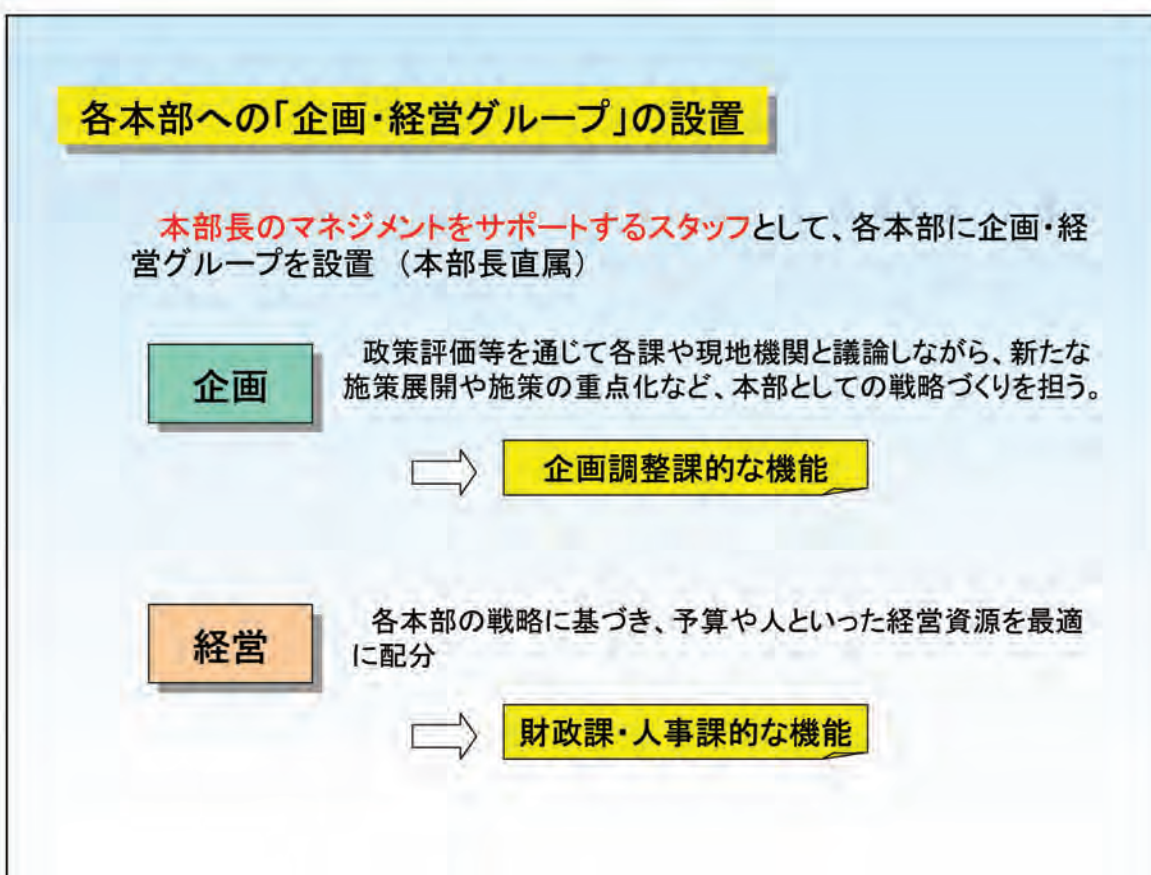 各本部への「企画・経営グループ」の設置
本部長のマネジメントをサポートするスタッフとして、各本部に企画・経
営グループを設置 （本部長直属）
企画
政策評価等を通じて各課や現地機関と議論しながら、新たな
施策展開や施策の重点化など、本部としての戦略づくりを担う。
企画調整課的な機能
経営
各本部の戦略に基づき、予算や人といった経営資源を最適
に配分
財政課・人事課的な機能